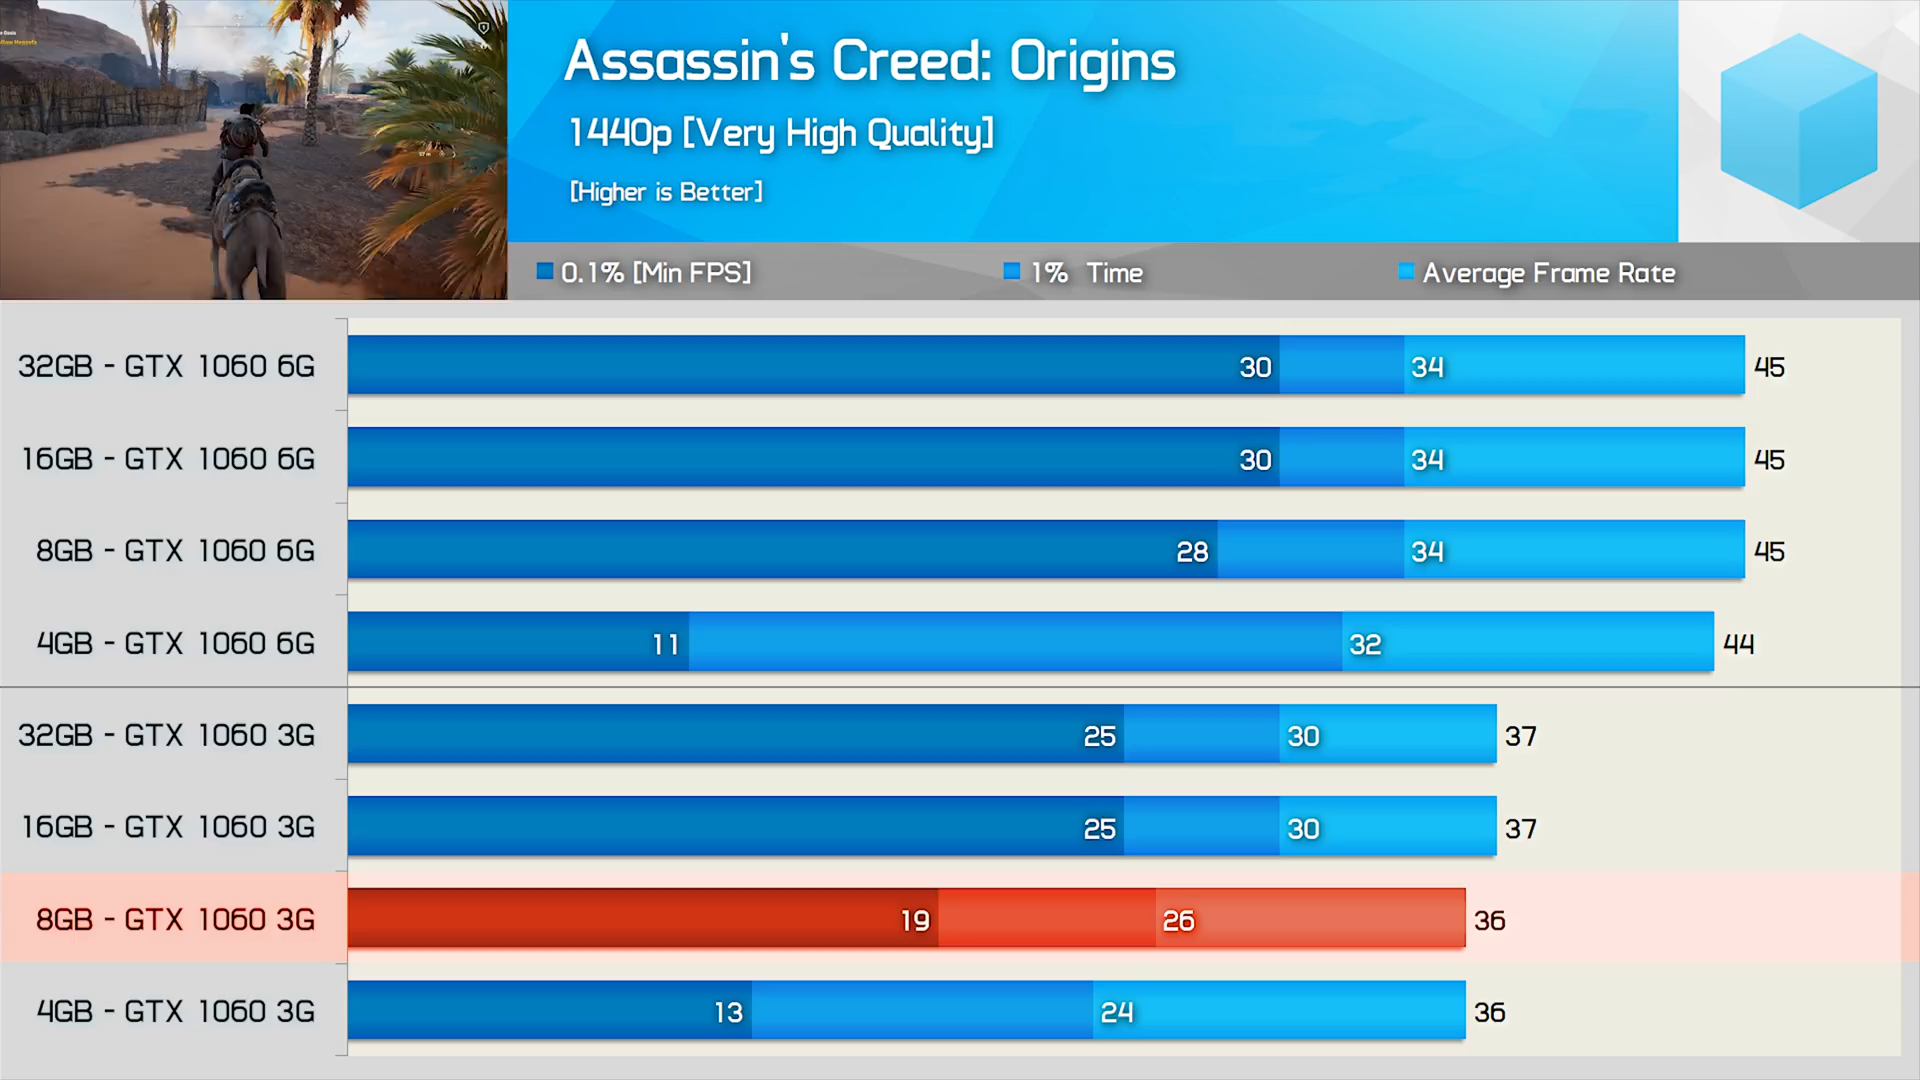 Assassin's Creed: Origins
1440p [Very High Quality]
[Higher is Better]
0.1% [Min FPS] 1% Time Average Frame Rate
32GB - GTX 1060 6G 30 34 45
16GB - GTX 1060 6G 30 34 45
8GB - GTX 1060 6G 28 34 45
4GB - GTX 1060 6G 11 32 44
32GB - GTX 1060 3G 25 30 37
16GB - GTX 1060 3G 25 30 37
8GB - GTX 1060 3G 19 26 36
4GB - GTX 1060 3G 13 24 36